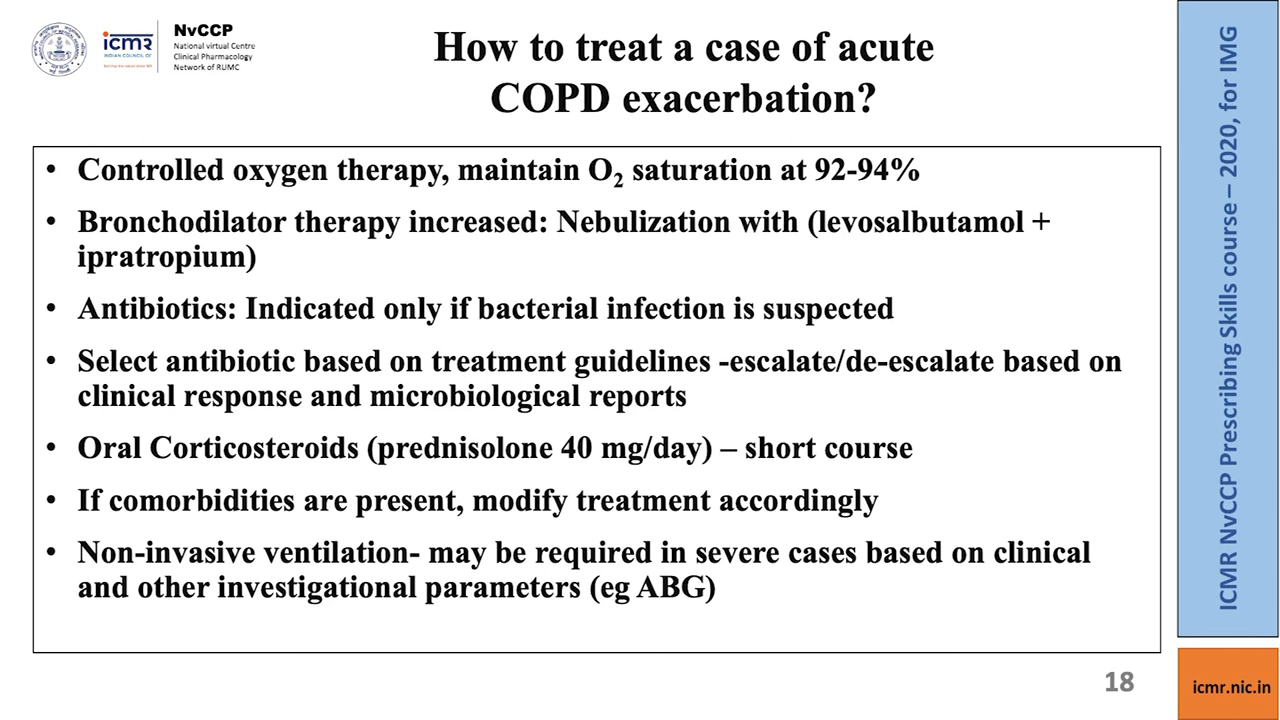 NvCCP
National virtual Centre
Clinical Pharmacology
Network of RUMC
icmr
INDIAN COUNCIL OF
How to treat a case of acute
COPD exacerbation?
• Controlled oxygen therapy, maintain O₂ saturation at 92-94%
• Bronchodilator therapy increased: Nebulization with (levosalbutamol +
ipratropium)
• Antibiotics: Indicated only if bacterial infection is suspected
• Select antibiotic based on treatment guidelines -escalate/de-escalate based on
clinical response and microbiological reports
• Oral Corticosteroids (prednisolone 40 mg/day) – short course
• If comorbidities are present, modify treatment accordingly
• Non-invasive ventilation- may be required in severe cases based on clinical
and other investigational parameters (eg ABG)
18
ICMR NvCCP Prescribing Skills course – 2020, for IMG
icmr.nic.in